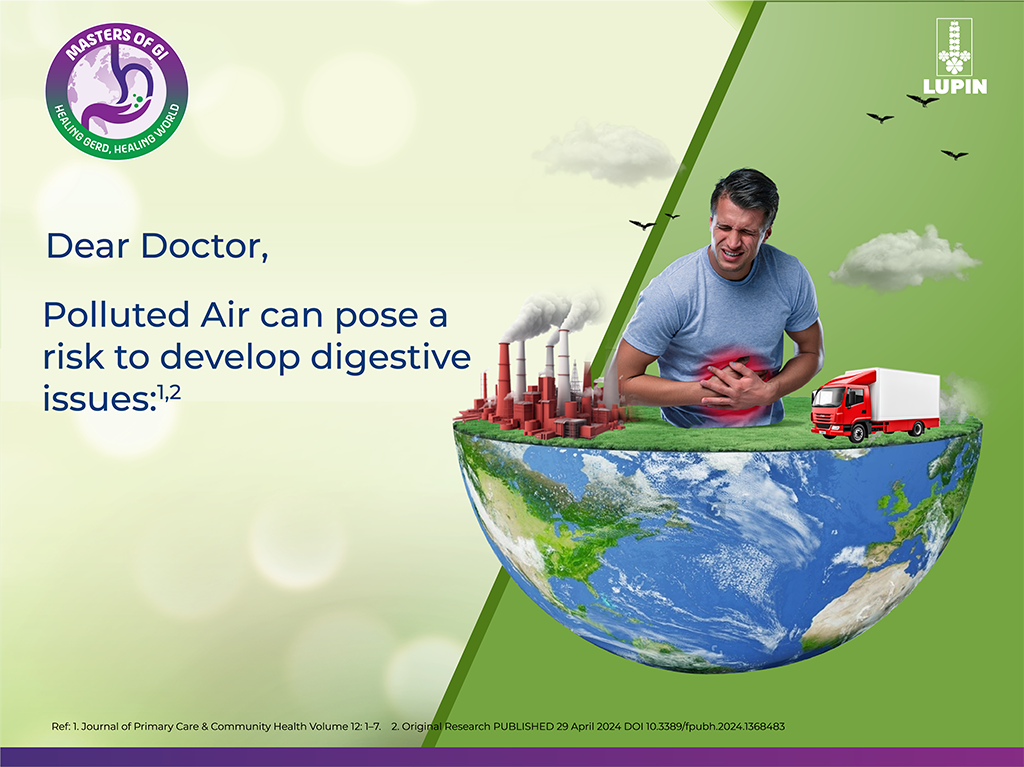 MASTERS OF GI
HEALING GERD, HEALING WORLD
LUPIN
Dear Doctor,
Polluted Air can pose a
risk to develop digestive
issues:1,2
Ref: 1. Journal of Primary Care & Community Health Volume 12: 1–7. 2. Original Research PUBLISHED 29 April 2024 DOI 10.3389/fpubh.2024.1368483